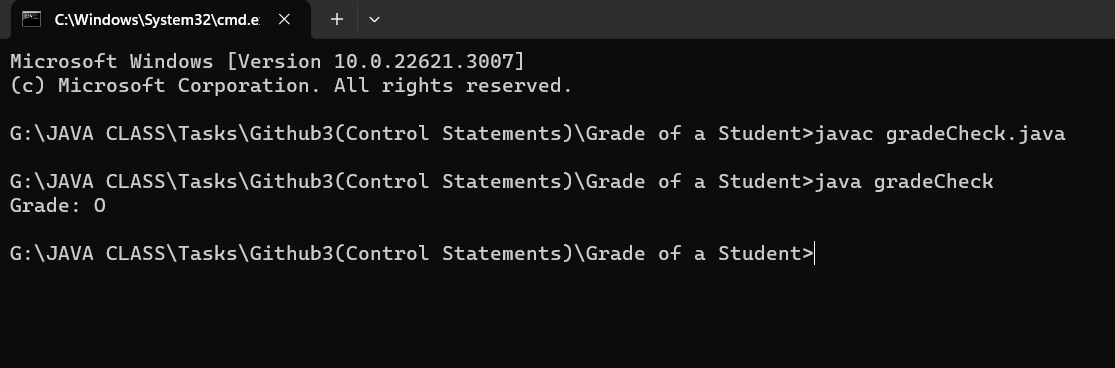 C:\Windows\System32\cmd.e
Microsoft Windows [Version 10.0.22621.3007]
(c) Microsoft Corporation. All rights reserved.
G:\JAVA CLASS\Tasks\Github3(Control Statements)\Grade of a Student>javac gradeCheck.java
G:\JAVA CLASS\Tasks\Github3(Control Statements)\Grade of a Student>java gradeCheck
Grade: O
G:\JAVA CLASS\Tasks\Github3(Control Statements)\Grade of a Student>